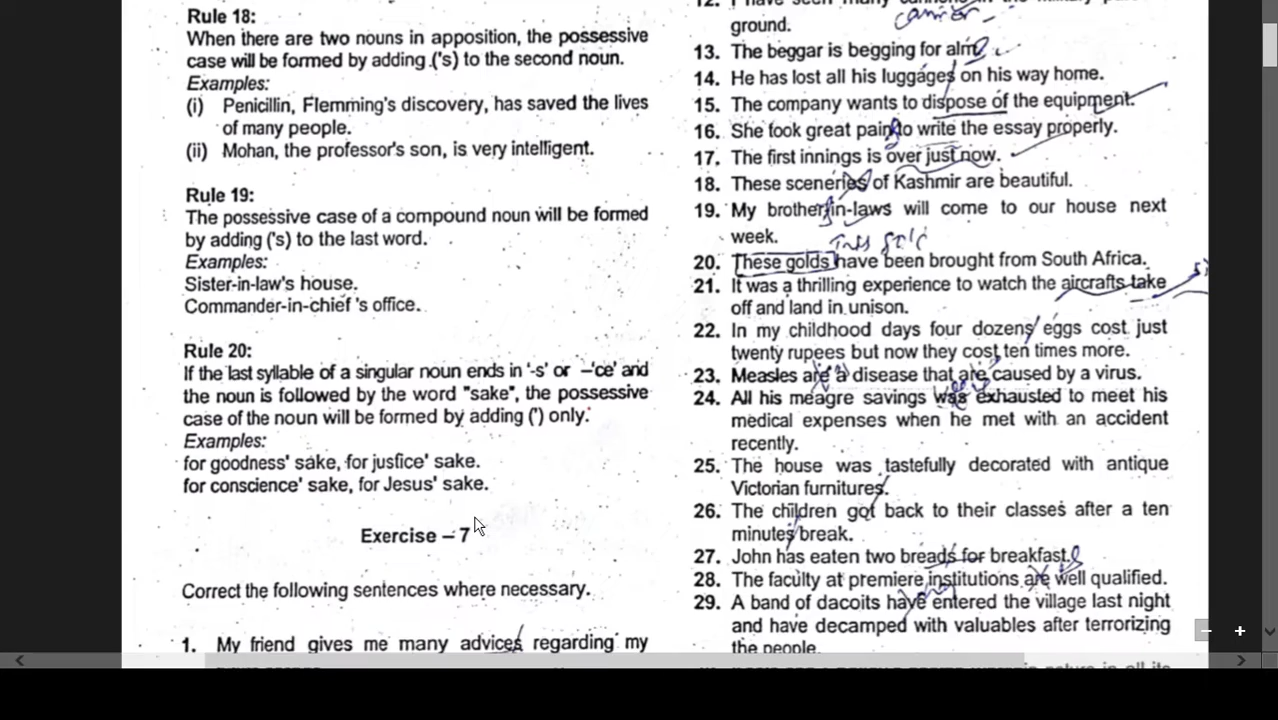 Rule 18:
When there are two nouns in apposition, the possessive
case will be formed by adding ('s) to the second noun.
Examples:
(i) Penicillin, Flemming's discovery, has saved the lives
of many people.
(ii) Mohan, the professor's son, is very intelligent.
Rule 19:
The possessive case of a compound noun will be formed
by adding ('s) to the last word.
Examples:
Sister-in-law's house.
Commander-in-chief 's office.
Rule 20:
If the last syllable of a singular noun ends in '-s' or –'ce' and
the noun is followed by the word "sake", the possessive
case of the noun will be formed by adding (') only.
Examples:
for goodness' sake, for justice' sake.
for conscience' sake, for Jesus' sake.
Exercise – 7
Correct the following sentences where necessary.
1. My friend gives me many advices regarding my
ground.
13. The beggar is begging for alm
14. He has lost all his luggages on his way home.
15. The company wants to dispose of the equipment.
16. She took great pain to write the essay properly.
17. The first innings is over just now.
18. These sceneries of Kashmir are beautiful.
19. My brother in-laws will come to our house next
week.
This gold
20. These golds have been brought from South Africa.
21. It was a thrilling experience to watch the aircrafts take
off and land in unison.
22. In my childhood days four dozens eggs cost just
twenty rupees but now they cost ten times more.
23. Measles are a disease that are caused by a virus.
24. All his meagre savings was exhausted to meet his
medical expenses when he met with an accident
recently.
25. The house was tastefully decorated with antique
Victorian furnitures.
26. The children got back to their classes after a ten
minutes break.
27. John has eaten two breads for breakfast.
28. The faculty at premiere institutions are well qualified.
29. A band of dacoits have entered the village last night
and have decamped with valuables after terrorizing
the people.